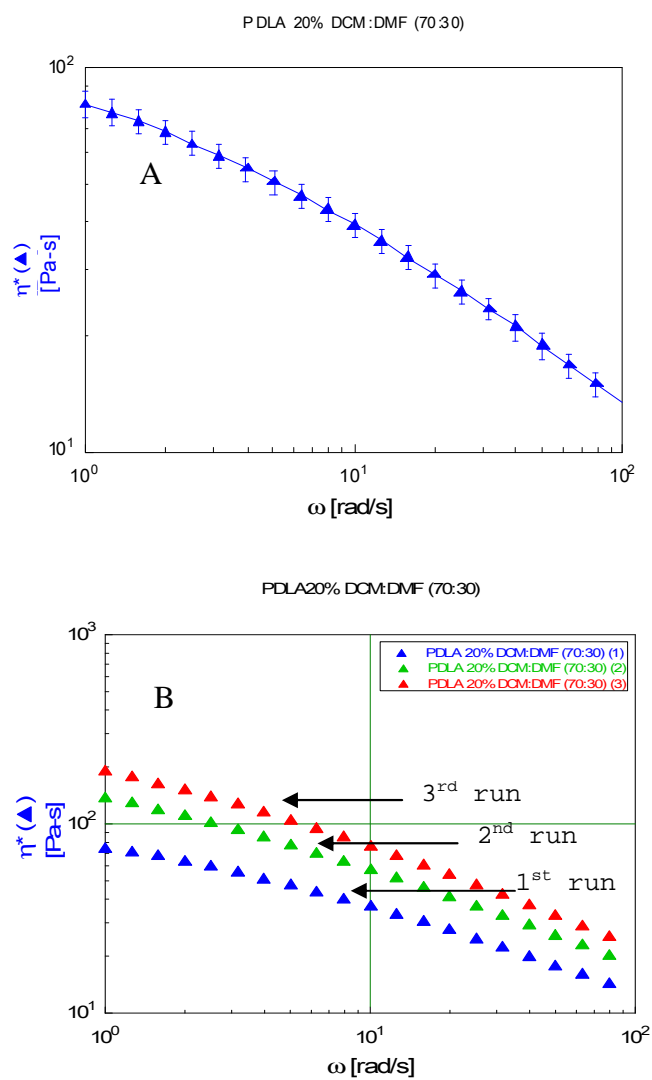 PDLA 20% DCM:DMF (70:30)
10²
A
η* (▲)
[Pa-s]
10¹
10⁰ 10¹ 10²
ω [rad/s]
PDLA20% DCM:DMF (70:30)
10³
PDLA 20% DCM:DMF (70:30) (1)
PDLA 20% DCM:DMF (70:30) (2)
PDLA 20% DCM:DMF (70:30) (3)
B
3rd run
10²
2nd run
η* (▲)
[Pa-s]
1st run
10¹
10⁰ 10¹ 10²
ω [rad/s]